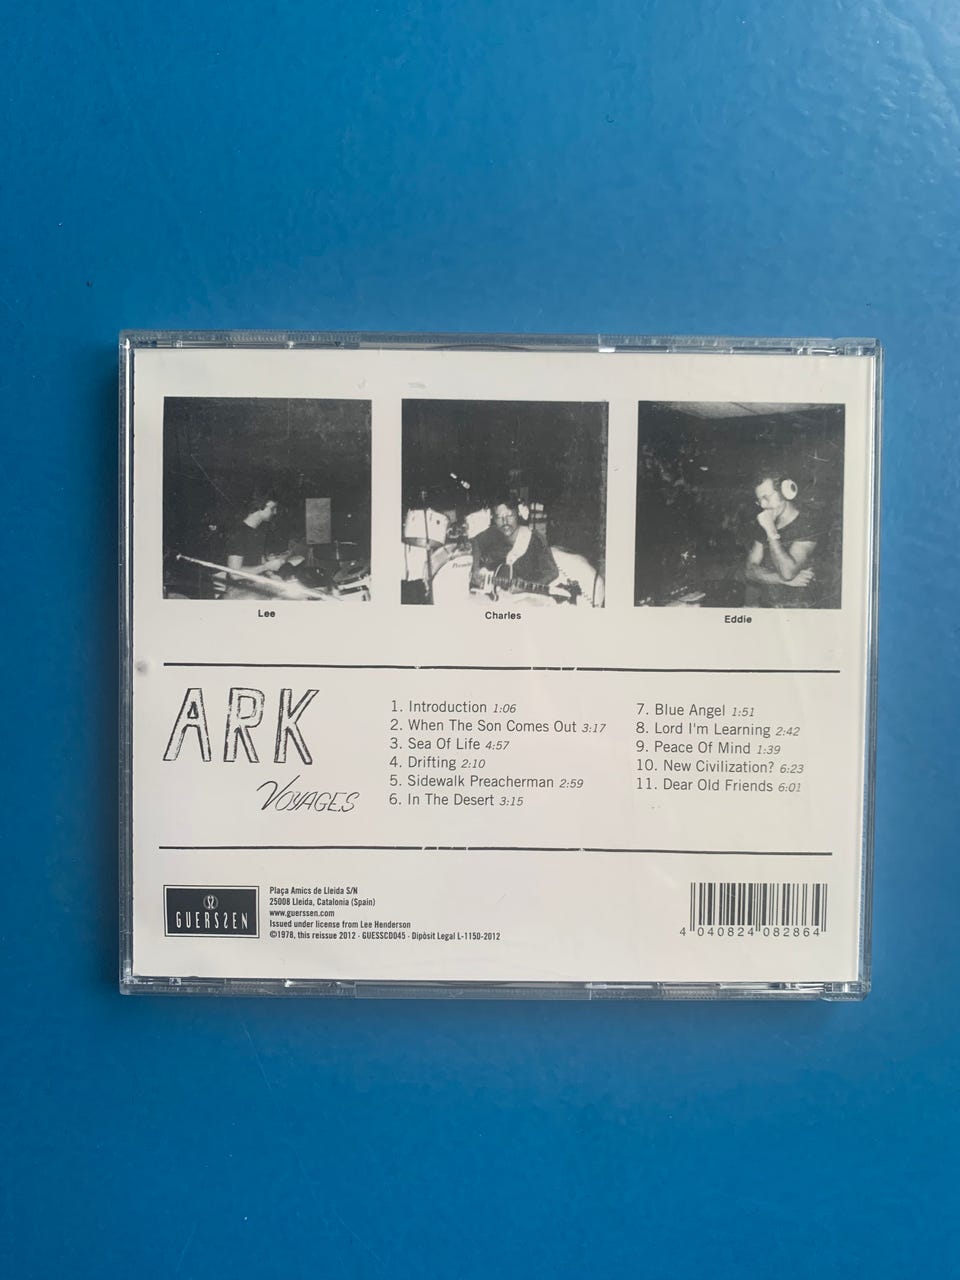 Lee
Charles
Eddie
ARK
VOYAGES
1. Introduction 1:06
2. When The Son Comes Out 3:17
3. Sea Of Life 4:57
4. Drifting 2:10
5. Sidewalk Preacherman 2:59
6. In The Desert 3:15
7. Blue Angel 1:51
8. Lord I'm Learning 2:42
9. Peace Of Mind 1:39
10. New Civilization? 6:23
11. Dear Old Friends 6:01
GUERSSEN
Plaça Amics de Lleida S/N
25008 Lleida, Catalonia (Spain)
www.guerssen.com
Issued under license from Lee Henderson
©1978, this reissue 2012 · GUESSCD045 · Dipòsit Legal L-1150-2012
4 040824 082864